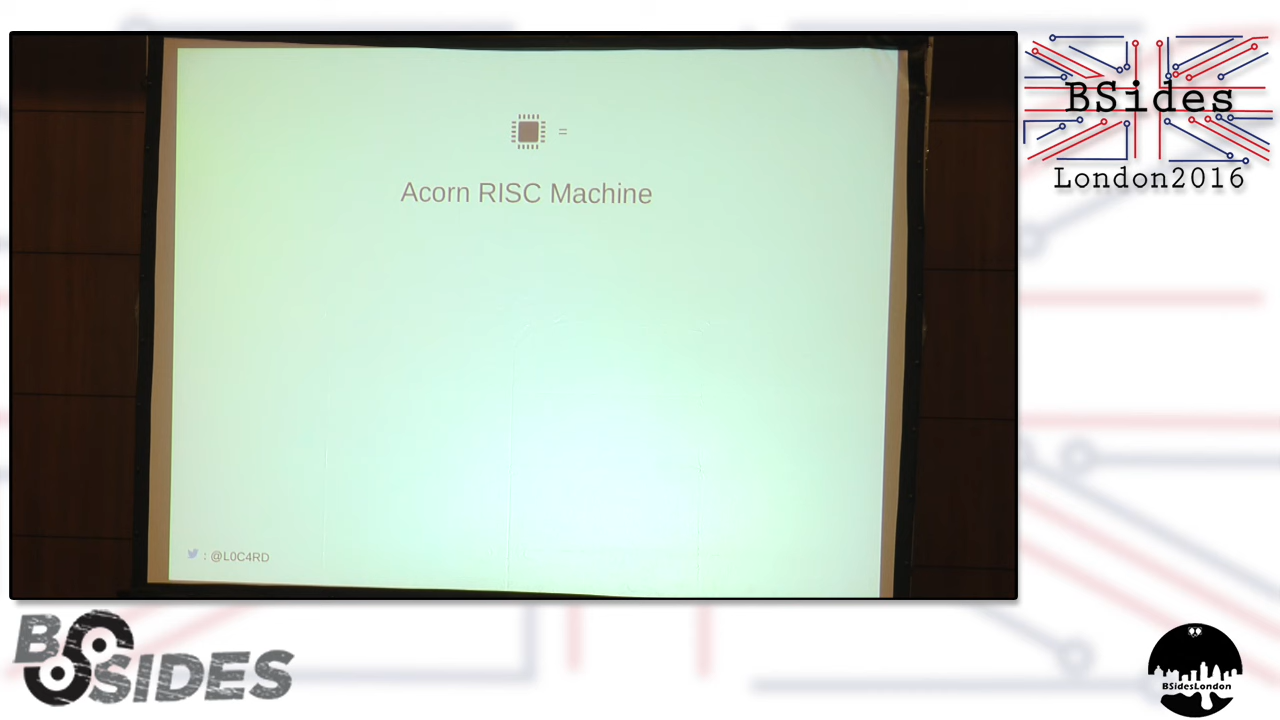 =
Acorn RISC Machine
: @L0C4RD
BSides
London2016
BSIDES
BSidesLondon